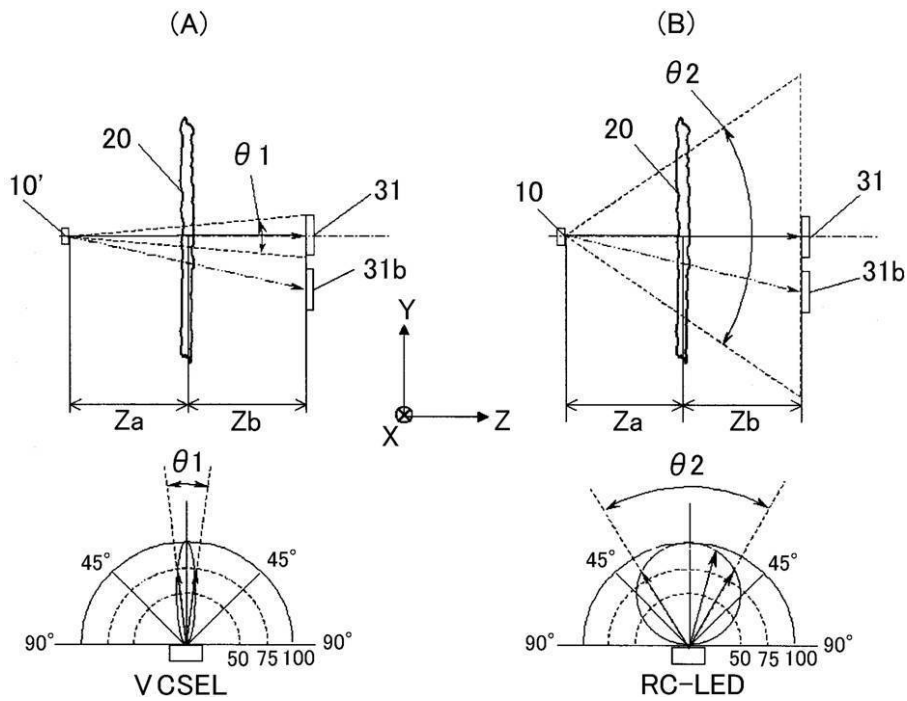 (A)
(B)
20
θ1
10'
31
31b
Za
Zb
Y
X
Z
θ2
20
10
31
31b
Za
Zb
θ1
45°
45°
90°
90°
50 75 100
VCSEL
θ2
45°
45°
90°
90°
50 75 100
RC-LED